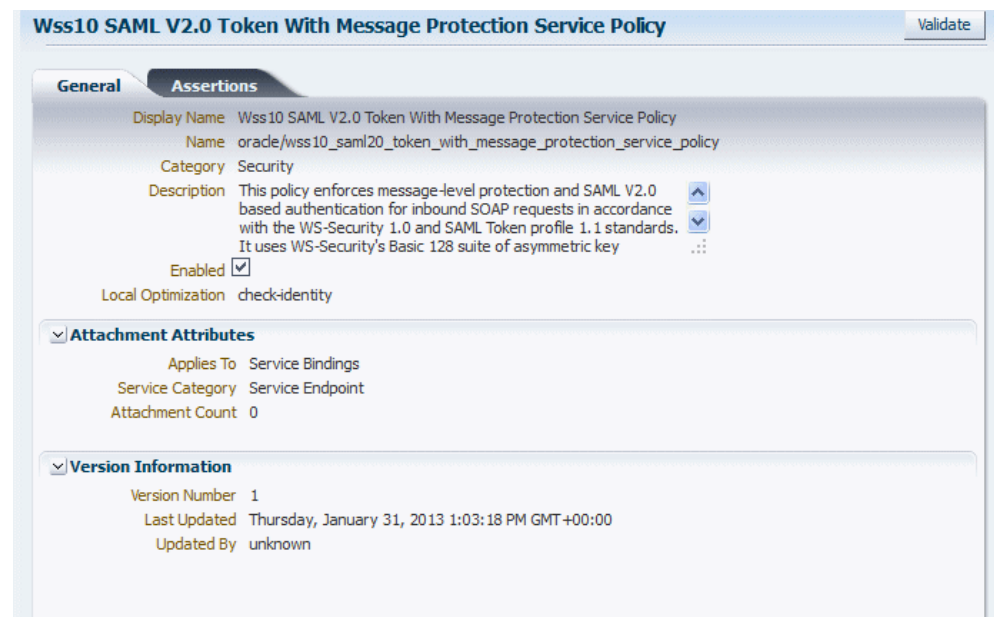 Wss10 SAML V2.0 Token With Message Protection Service Policy
Validate
General Assertions
Display Name Wss10 SAML V2.0 Token With Message Protection Service Policy
Name oracle/wss10_saml20_token_with_message_protection_service_policy
Category Security
Description This policy enforces message-level protection and SAML V2.0
based authentication for inbound SOAP requests in accordance
with the WS-Security 1.0 and SAML Token profile 1.1 standards.
It uses WS-Security's Basic 128 suite of asymmetric key
Enabled
Local Optimization check-identity
Attachment Attributes
Applies To Service Bindings
Service Category Service Endpoint
Attachment Count 0
Version Information
Version Number 1
Last Updated Thursday, January 31, 2013 1:03:18 PM GMT+00:00
Updated By unknown